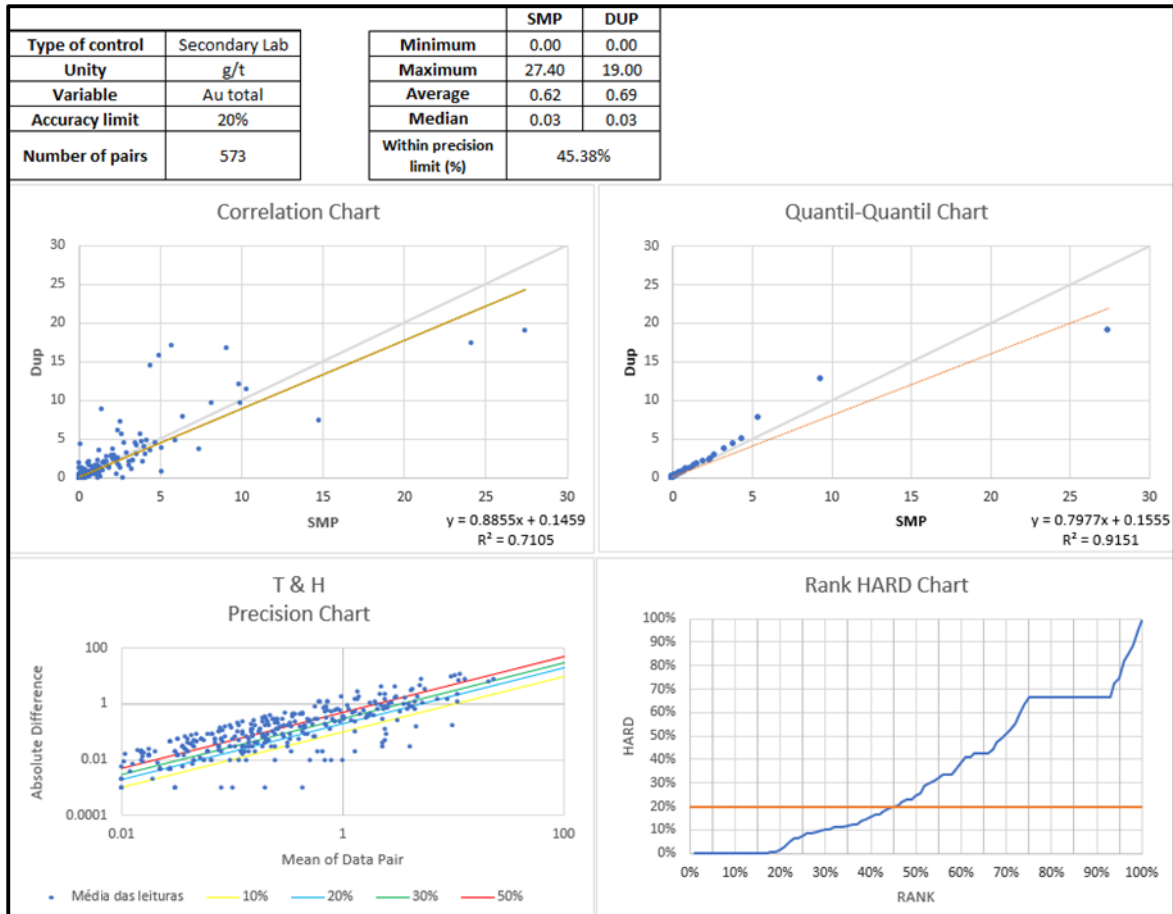 SMP DUP
Type of control Secondary Lab
Unity g/t
Variable Au total
Accuracy limit 20%
Number of pairs 573
Minimum 0.00 0.00
Maximum 27.40 19.00
Average 0.62 0.69
Median 0.03 0.03
Within precision
limit (%) 45.38%
Correlation Chart
30
25
20
15
10
5
0
Dup
0 5 10 15 20 25 30
SMP
y = 0.8855x + 0.1459
R² = 0.7105
Quantil-Quantil Chart
30
25
20
15
10
5
0
Dup
0 5 10 15 20 25 30
SMP
y = 0.7977x + 0.1555
R² = 0.9151
T & H
Precision Chart
100
1
0.01
0.0001
Absolute Difference
0.01 1 100
Mean of Data Pair
Média das leituras 10% 20% 30% 50%
Rank HARD Chart
100%
90%
80%
70%
60%
50%
40%
30%
20%
10%
0%
HARD
0% 10% 20% 30% 40% 50% 60% 70% 80% 90% 100%
RANK